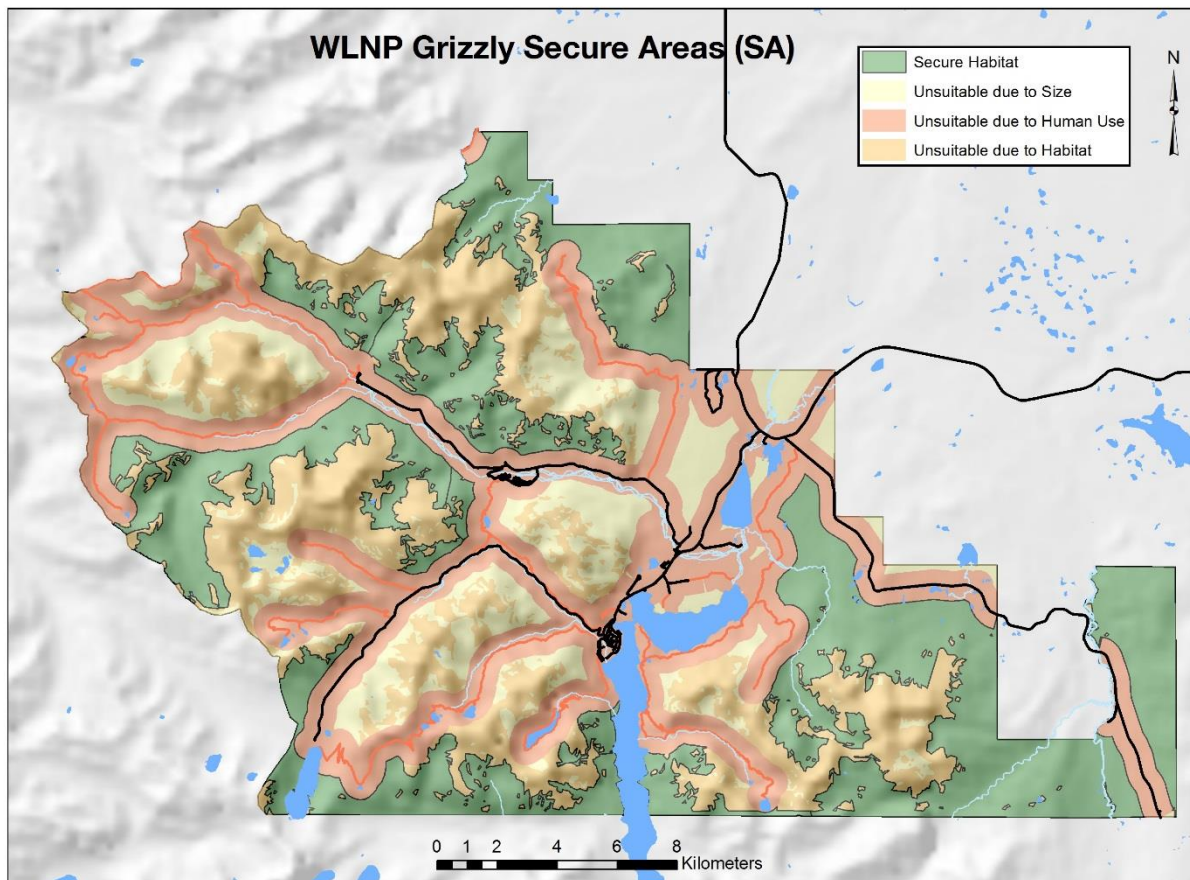 WLNP Grizzly Secure Areas (SA)
Secure Habitat
Unsuitable due to Size
Unsuitable due to Human Use
Unsuitable due to Habitat
N
0 1 2 4 6 8
Kilometers